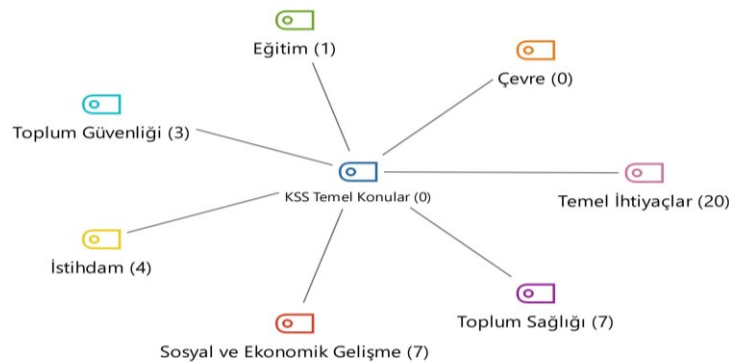 Eğitim (1)
Çevre (0)
Toplum Güvenliği (3)
KSS Temel Konular (0)
Temel İhtiyaçlar (20)
İstihdam (4)
Toplum Sağlığı (7)
Sosyal ve Ekonomik Gelişme (7)